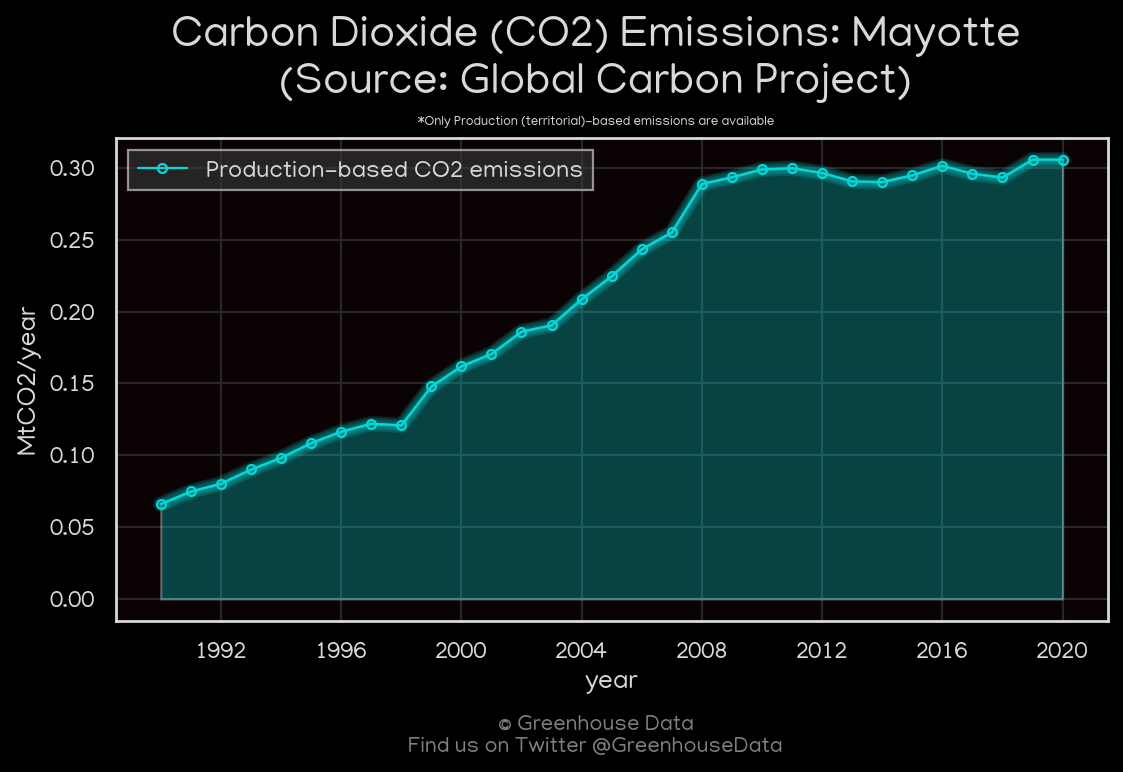 Carbon Dioxide (CO2) Emissions: Mayotte
(Source: Global Carbon Project)
*Only Production (territorial)-based emissions are available
Production-based CO2 emissions
0.30
0.25
0.20
0.15
0.10
0.05
0.00
MtCO2/year
1992 1996 2000 2004 2008 2012 2016 2020
year
© Greenhouse Data
Find us on Twitter @GreenhouseData